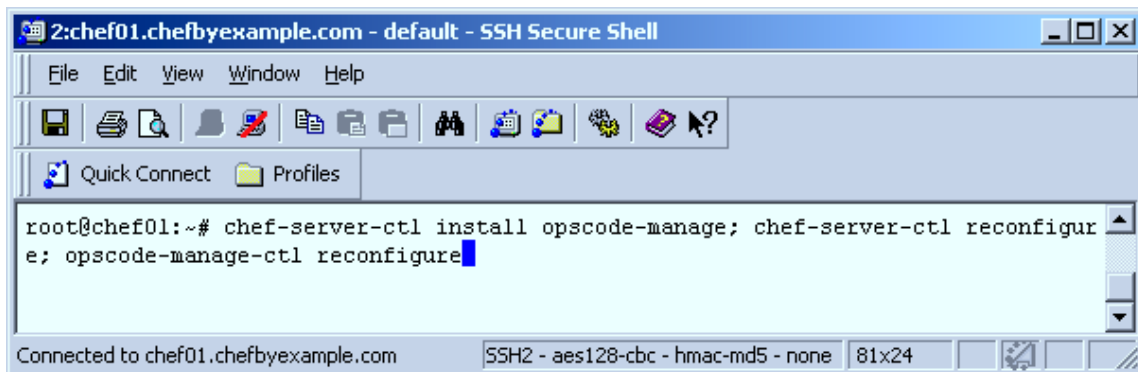 2:chef01.chefbyexample.com - default - SSH Secure Shell
File Edit View Window Help
Quick Connect Profiles
root@chef01:~# chef-server-ctl install opscode-manage; chef-server-ctl reconfigur
e; opscode-manage-ctl reconfigure
Connected to chef01.chefbyexample.com SSH2 - aes128-cbc - hmac-md5 - none 81x24